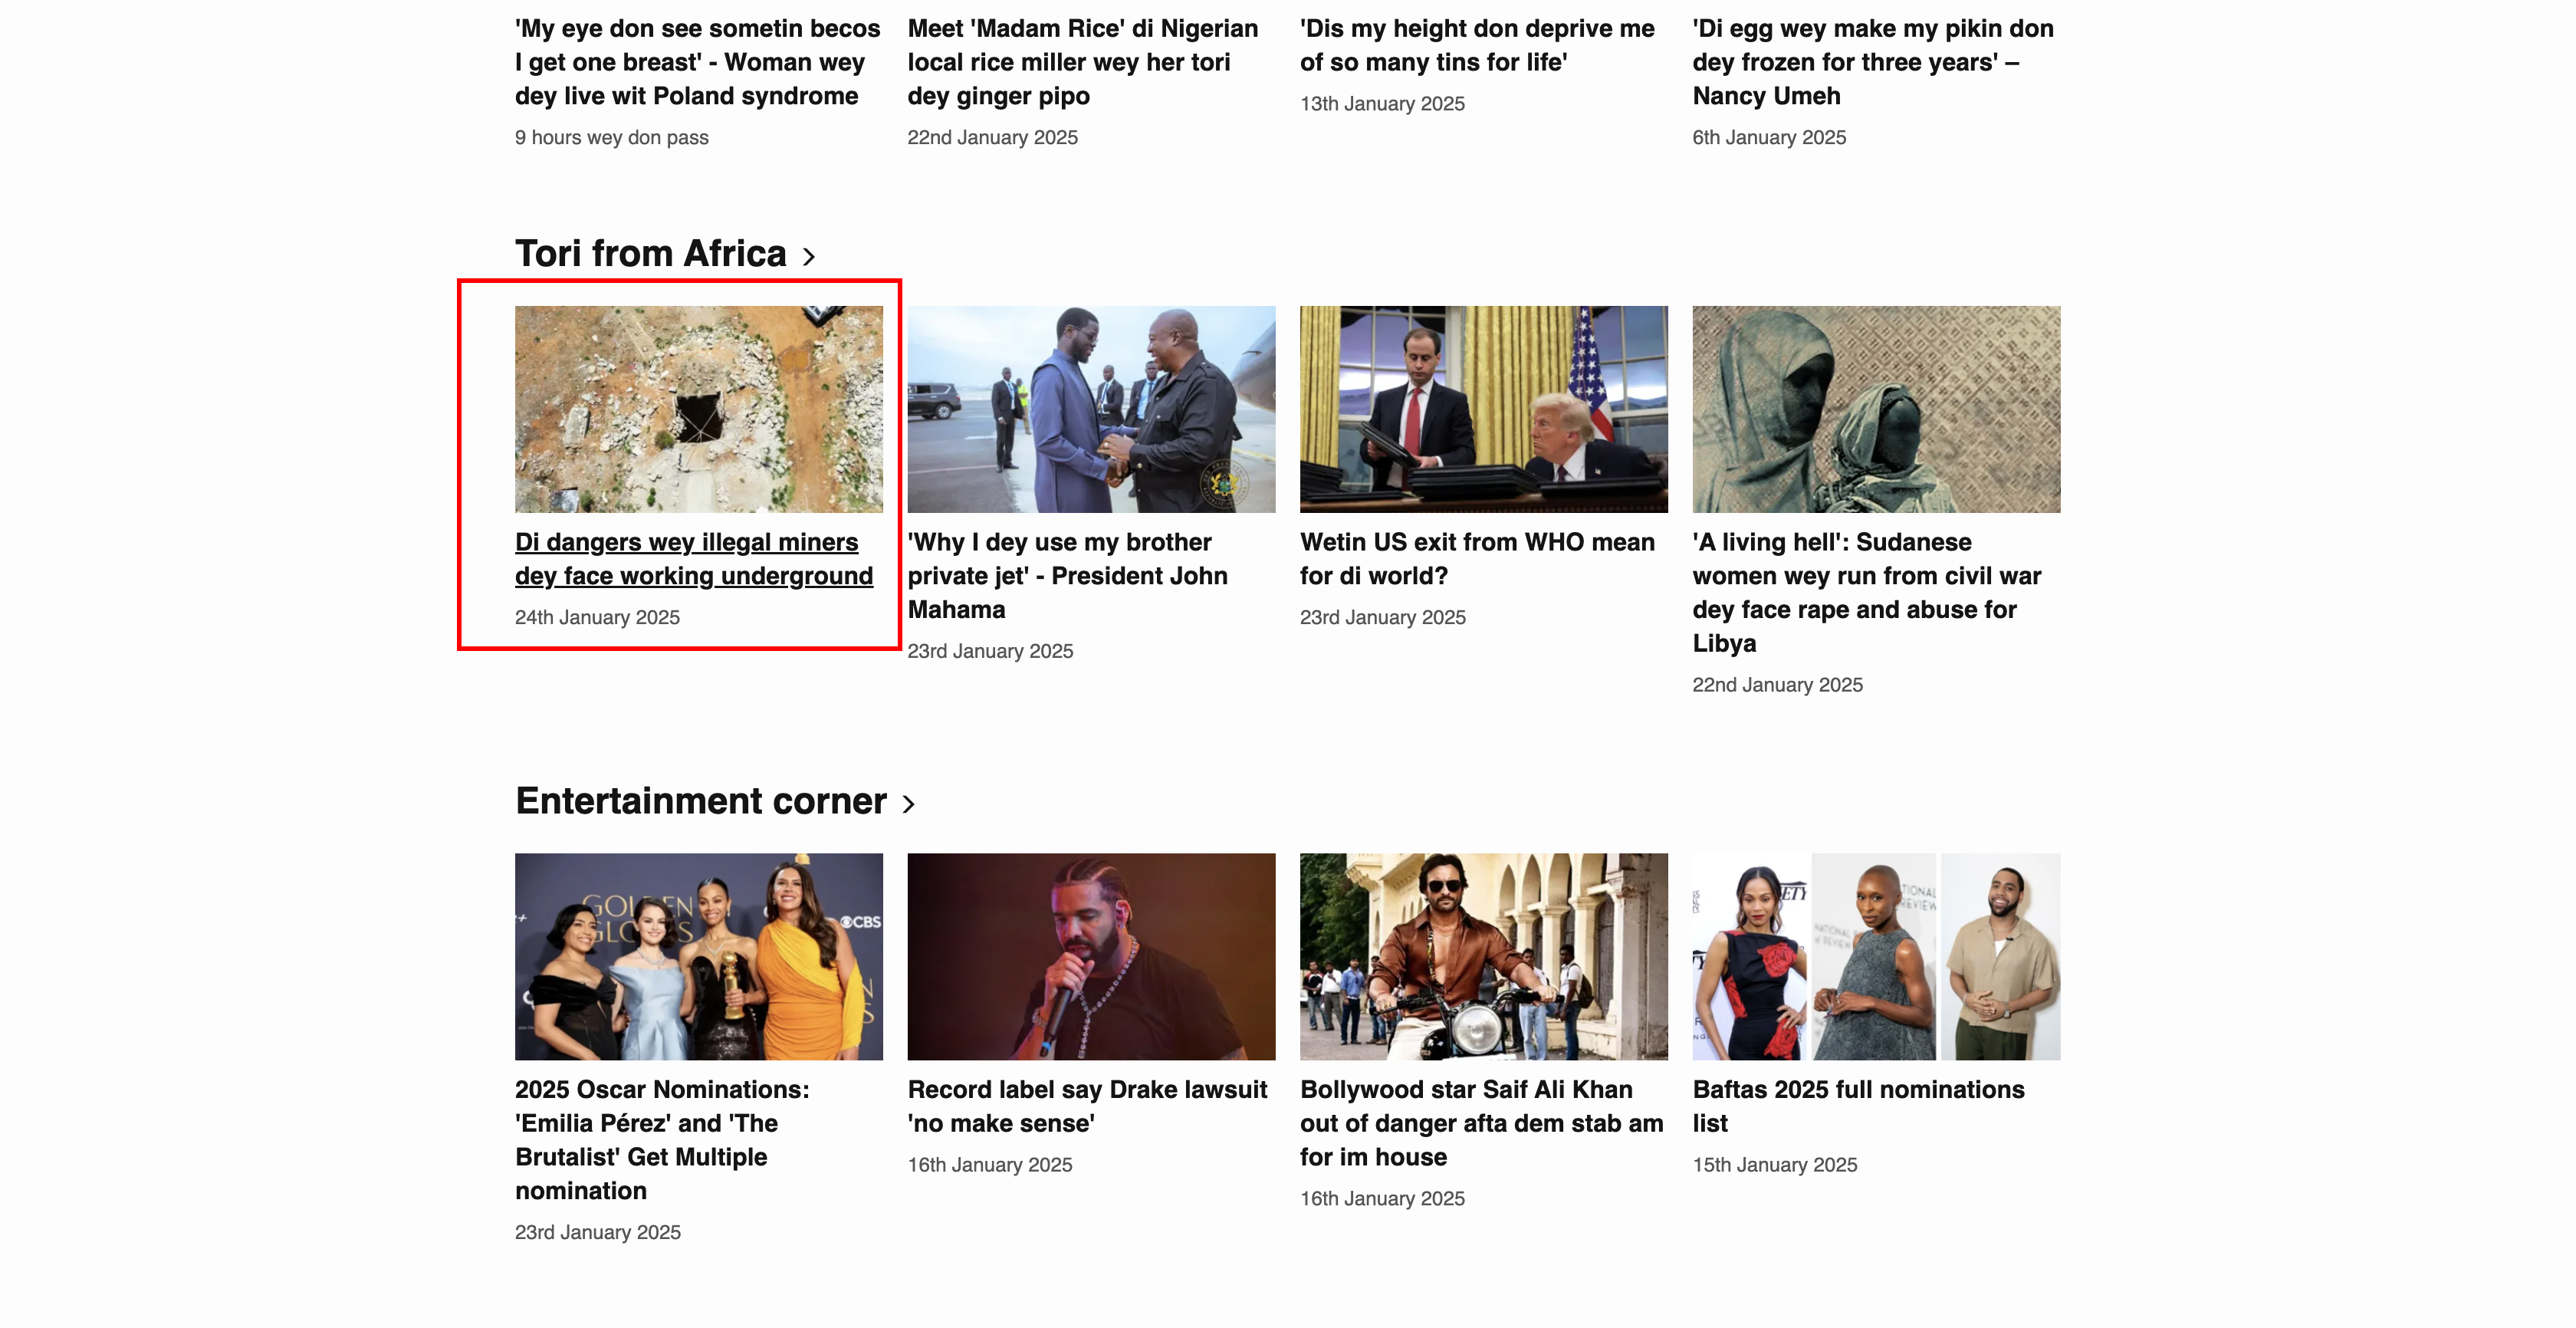 'My eye don see sometin becos
I get one breast' - Woman wey
dey live wit Poland syndrome
9 hours wey don pass
Meet 'Madam Rice' di Nigerian
local rice miller wey her tori
dey ginger pipo
22nd January 2025
'Dis my height don deprive me
of so many tins for life'
13th January 2025
'Di egg wey make my pikin don
dey frozen for three years' –
Nancy Umeh
6th January 2025
Tori from Africa ›
Di dangers wey illegal miners
dey face working underground
24th January 2025
'Why I dey use my brother
private jet' - President John
Mahama
23rd January 2025
Wetin US exit from WHO mean
for di world?
23rd January 2025
'A living hell': Sudanese
women wey run from civil war
dey face rape and abuse for
Libya
22nd January 2025
Entertainment corner ›
GOLDEN
CBS
2025 Oscar Nominations:
'Emilia Pérez' and 'The
Brutalist' Get Multiple
nomination
23rd January 2025
Record label say Drake lawsuit
'no make sense'
16th January 2025
Bollywood star Saif Ali Khan
out of danger afta dem stab am
for im house
16th January 2025
Baftas 2025 full nominations
list
15th January 2025